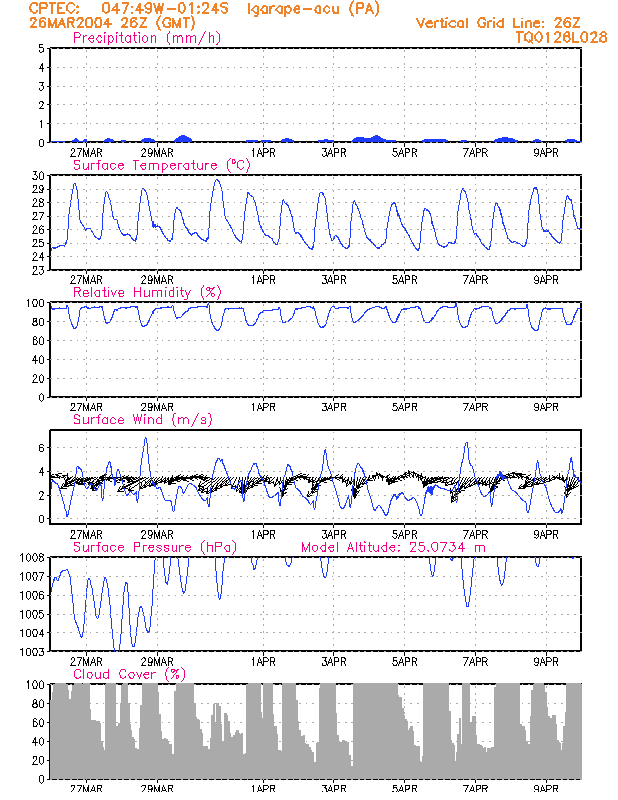 CPTEC: 047:49W-01:24S Igarape-acu (PA)
26MAR2004 26Z (GMT) Vertical Grid Line: 26Z
TQ0126L028
Precipitation (mm/h)
5
4
3
2
1
0
27MAR 29MAR 1APR 3APR 5APR 7APR 9APR
Surface Temperature (°C)
30
29
28
27
26
25
24
23
27MAR 29MAR 1APR 3APR 5APR 7APR 9APR
Relative Humidity (%)
100
80
60
40
20
0
27MAR 29MAR 1APR 3APR 5APR 7APR 9APR
Surface Wind (m/s)
6
4
2
0
27MAR 29MAR 1APR 3APR 5APR 7APR 9APR
Surface Pressure (hPa) Model Altitude: 25.0734 m
1008
1007
1006
1005
1004
1003
27MAR 29MAR 1APR 3APR 5APR 7APR 9APR
Cloud Cover (%)
100
80
60
40
20
0
27MAR 29MAR 1APR 3APR 5APR 7APR 9APR